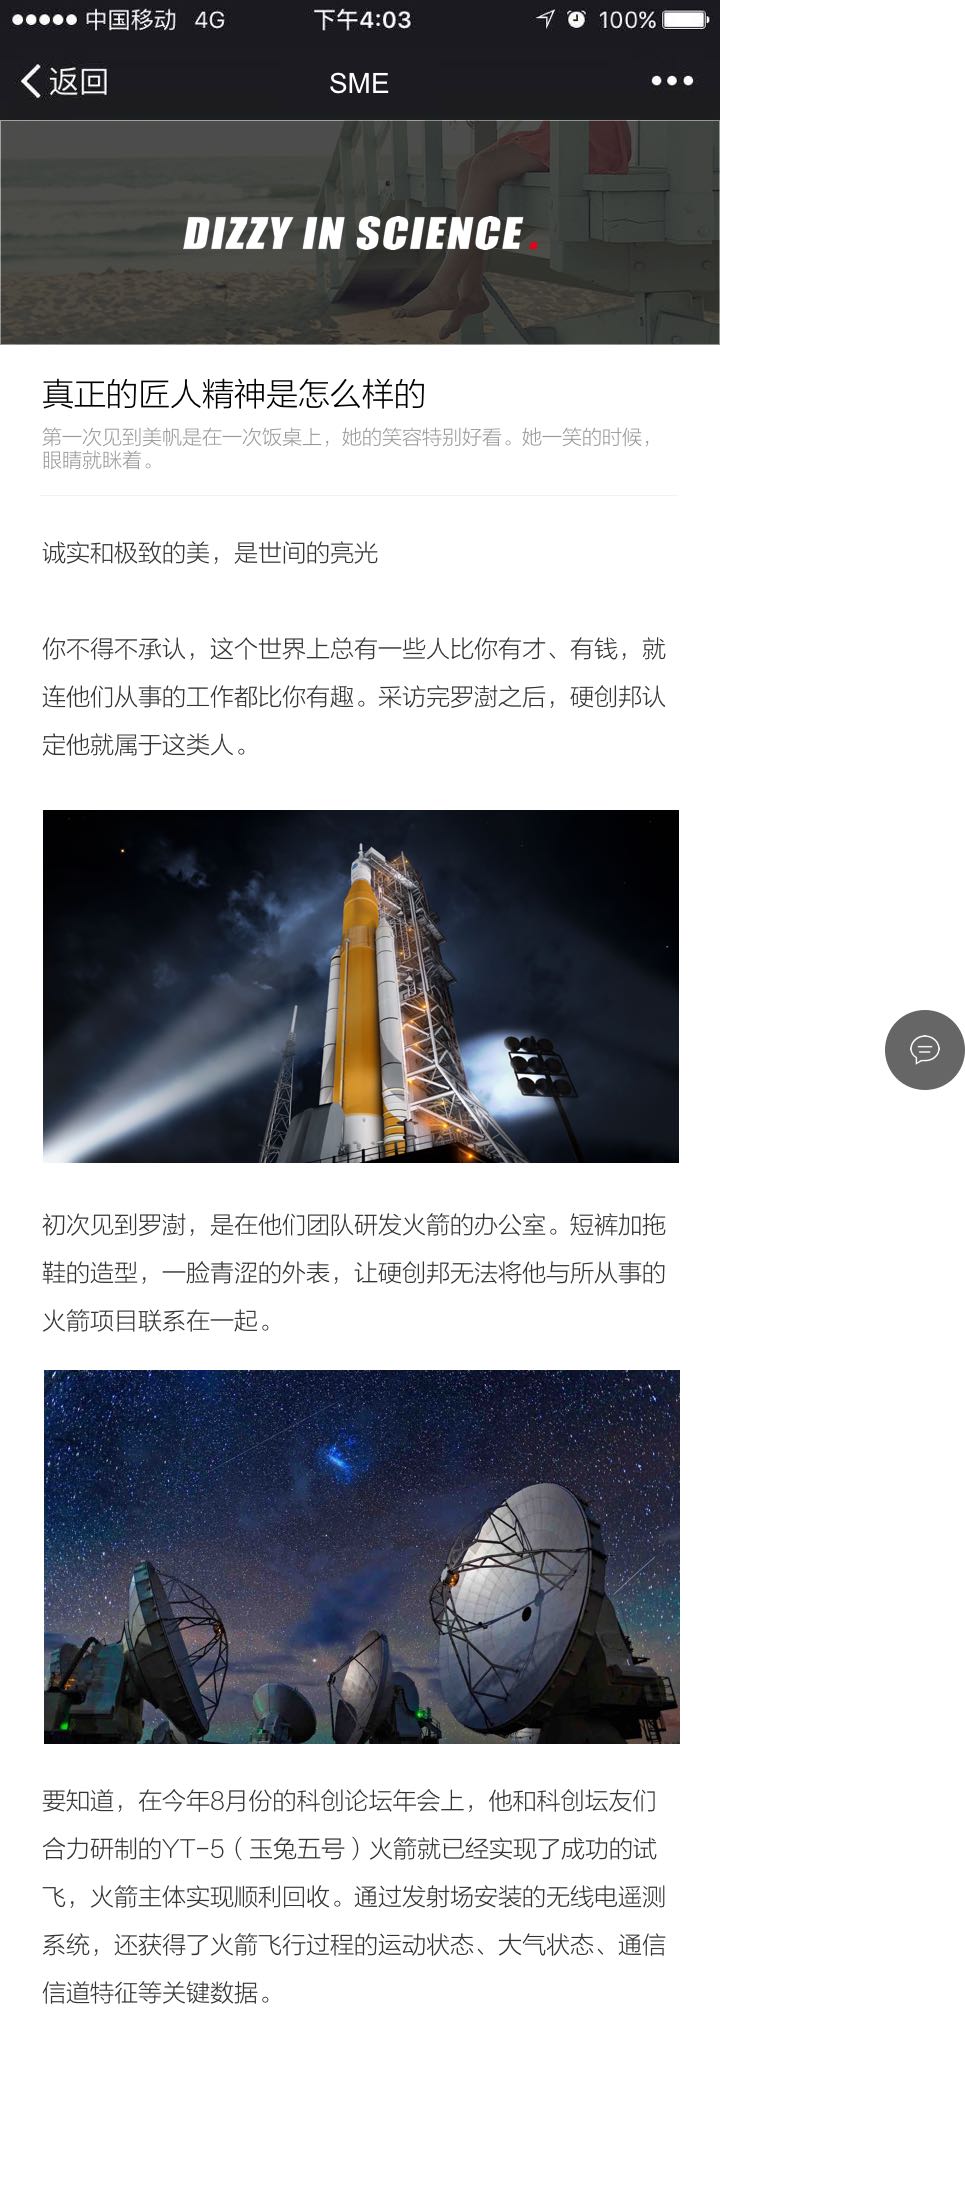 中国移动 4G 下午4:03 100%
返回 SME
DIZZY IN SCIENCE.
真正的匠人精神是怎么样的
第一次见到美帆是在一次饭桌上，她的笑容特别好看。她一笑的时候，
眼睛就眯着。
诚实和极致的美，是世间的亮光
你不得不承认，这个世界上总有一些人比你有才、有钱，就
连他们从事的工作都比你有趣。采访完罗澍之后，硬创邦认
定他就属于这类人。
初次见到罗澍，是在他们团队研发火箭的办公室。短裤加拖
鞋的造型，一脸青涩的外表，让硬创邦无法将他与所从事的
火箭项目联系在一起。
要知道，在今年8月份的科创论坛年会上，他和科创坛友们
合力研制的YT-5（玉兔五号）火箭就已经实现了成功的试
飞，火箭主体实现顺利回收。通过发射场安装的无线电遥测
系统，还获得了火箭飞行过程的运动状态、大气状态、通信
信道特征等关键数据。